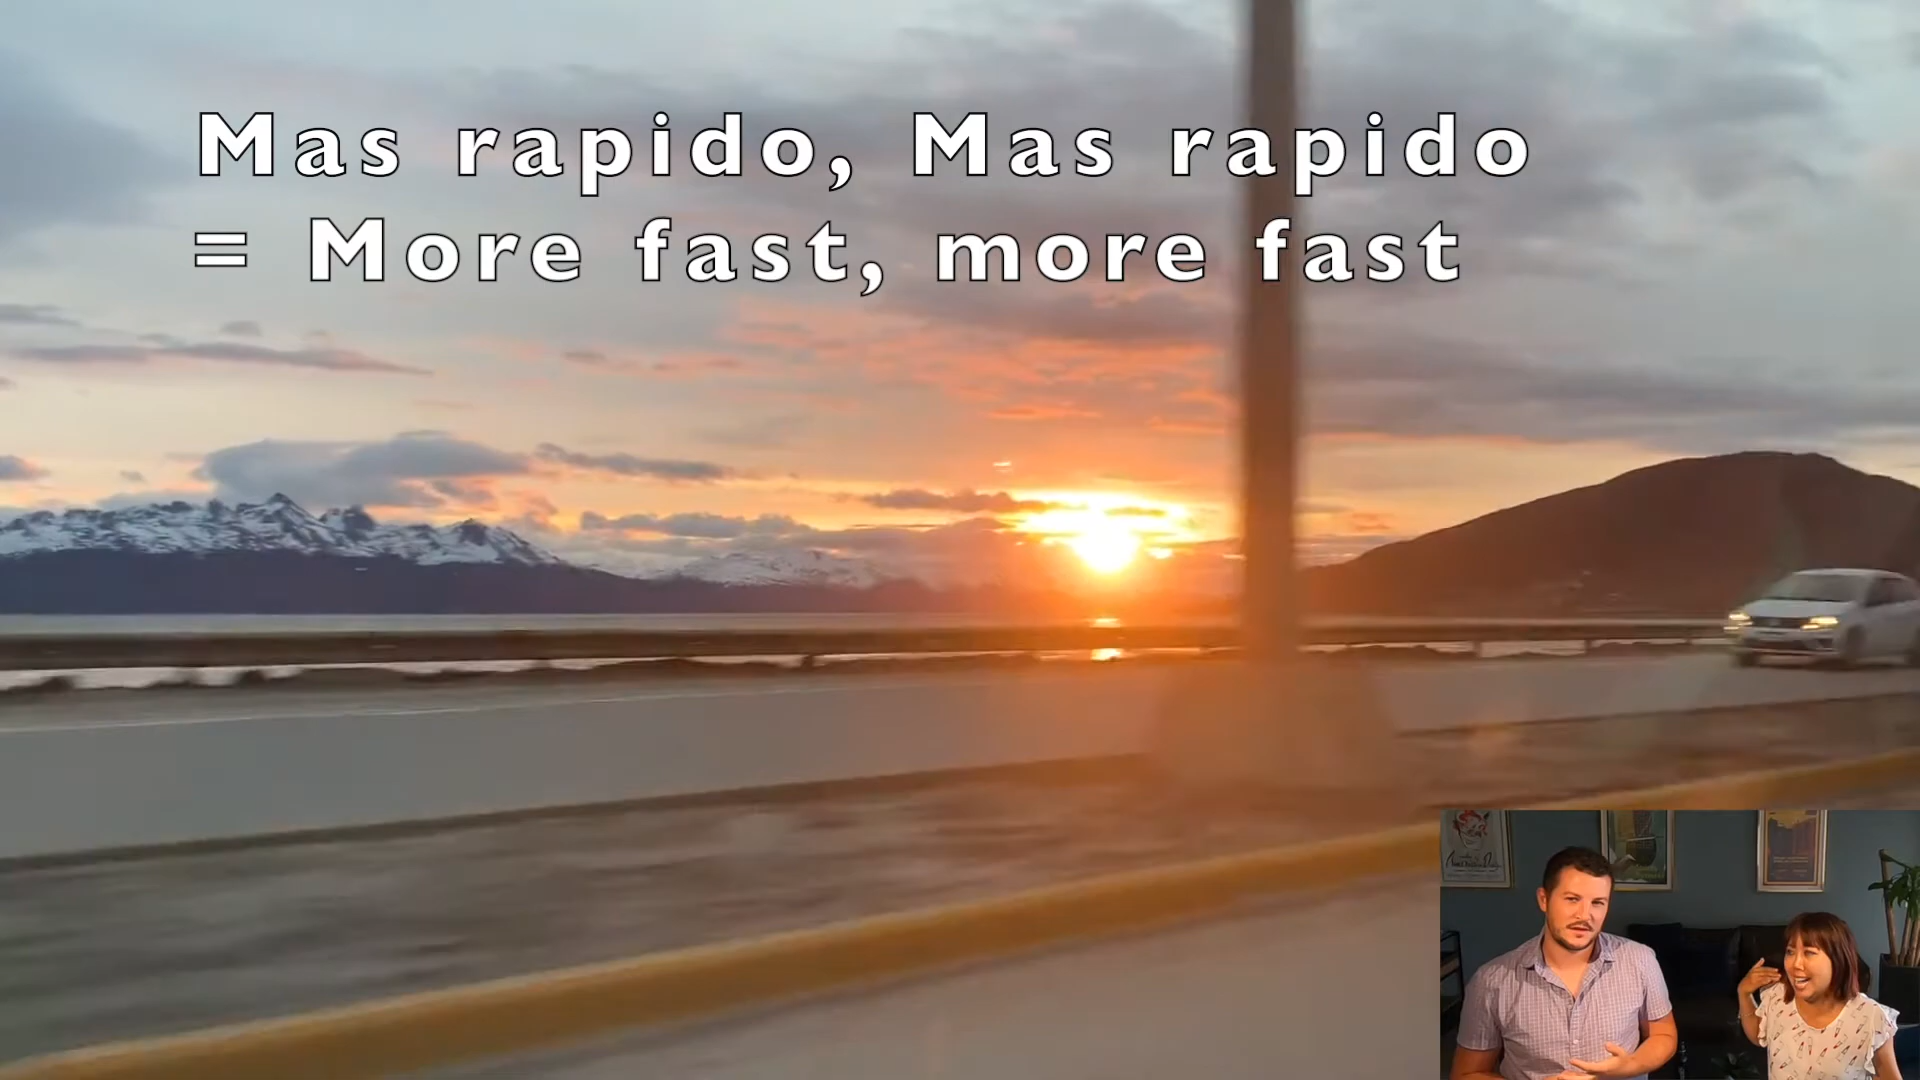 Mas rapido, Mas rapido
= More fast, more fast